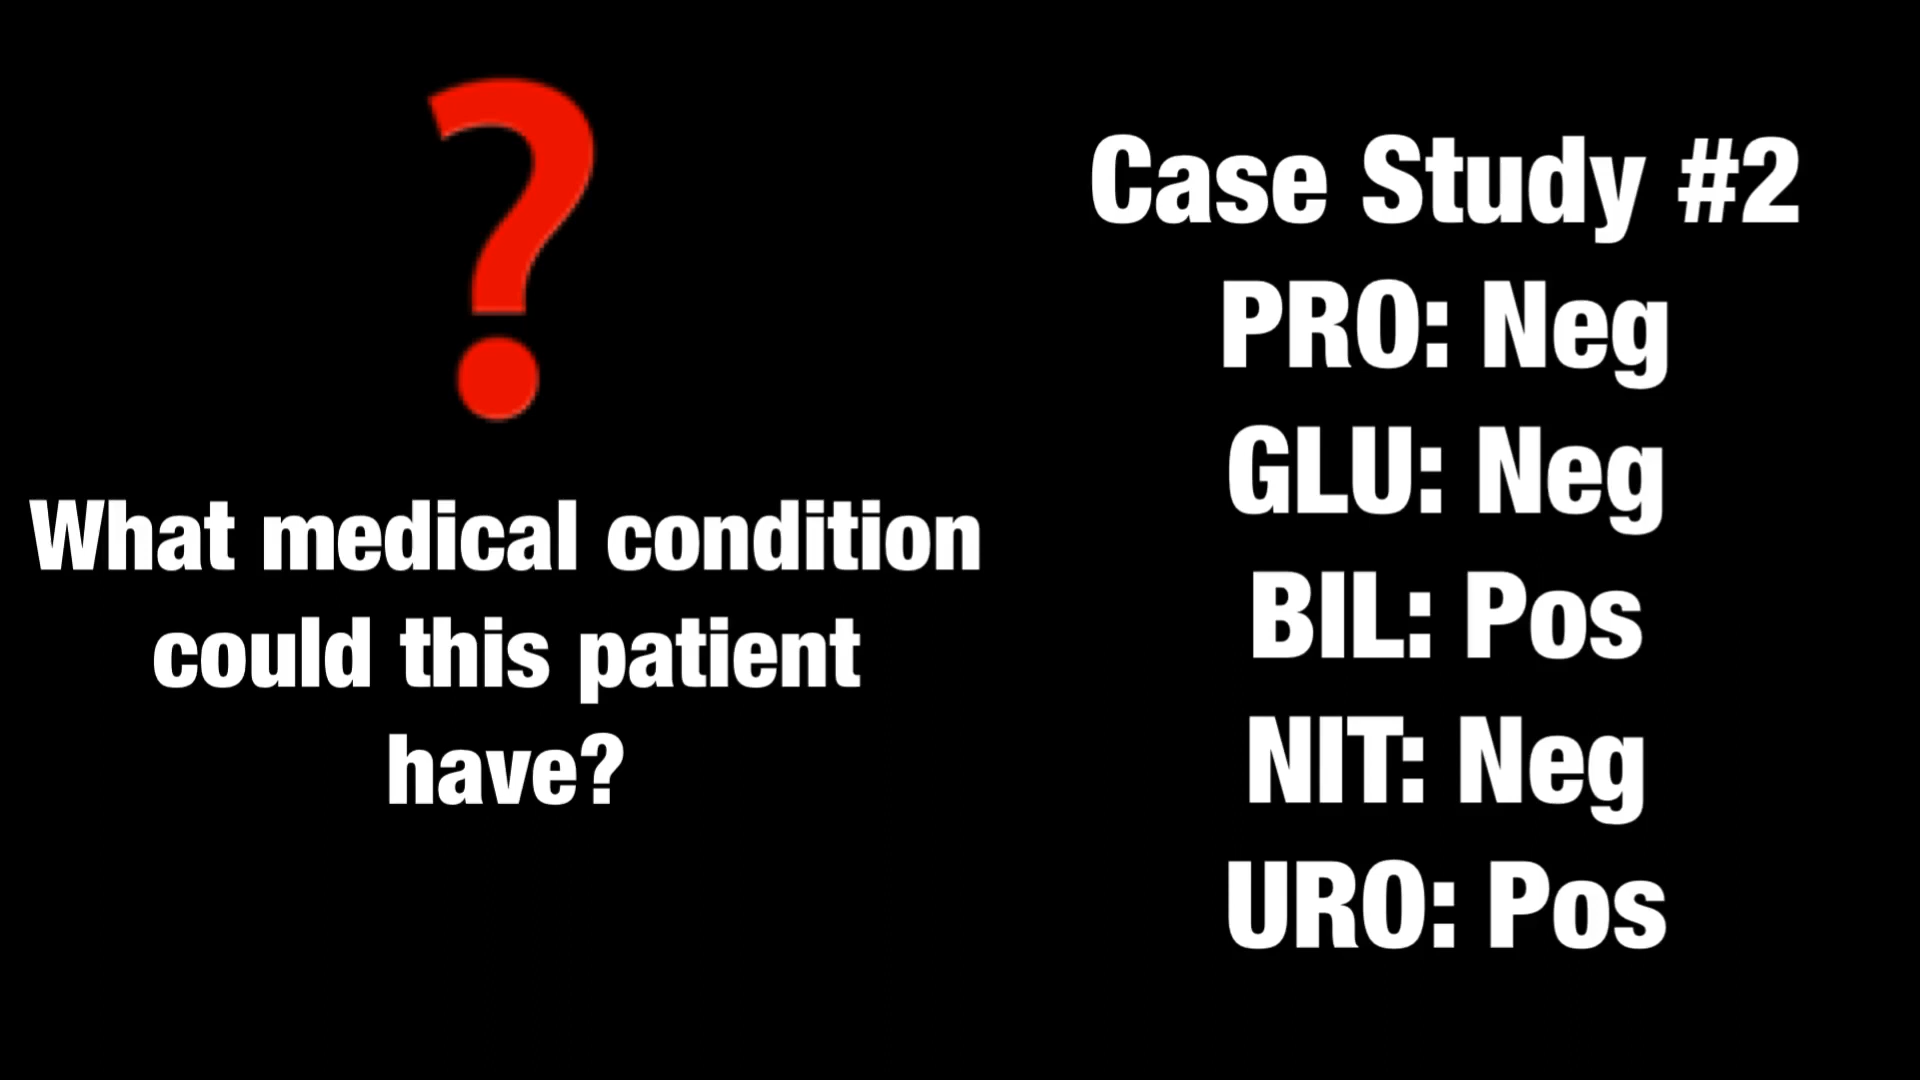 ?
What medical condition
could this patient
have?
Case Study #2
PRO: Neg
GLU: Neg
BIL: Pos
NIT: Neg
URO: Pos